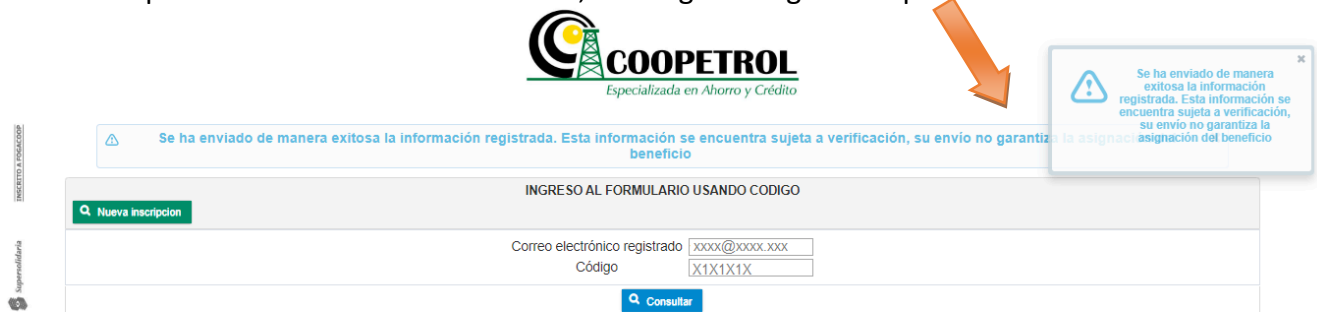 COOPETROL
Especializada en Ahorro y Crédito
Se ha enviado de manera
exitosa la información
registrada. Esta información se
encuentra sujeta a verificación,
su envío no garantiza la
asignación del beneficio
Se ha enviado de manera exitosa la información registrada. Esta información se encuentra sujeta a verificación, su envío no garantiza la asignación del
beneficio
INSCRITO A FOGACOOP
INGRESO AL FORMULARIO USANDO CODIGO
Nueva inscripcion
Correo electrónico registrado xxxx@xxxx.xxx
Código X1X1X1X
Supersolidaria
Consultar